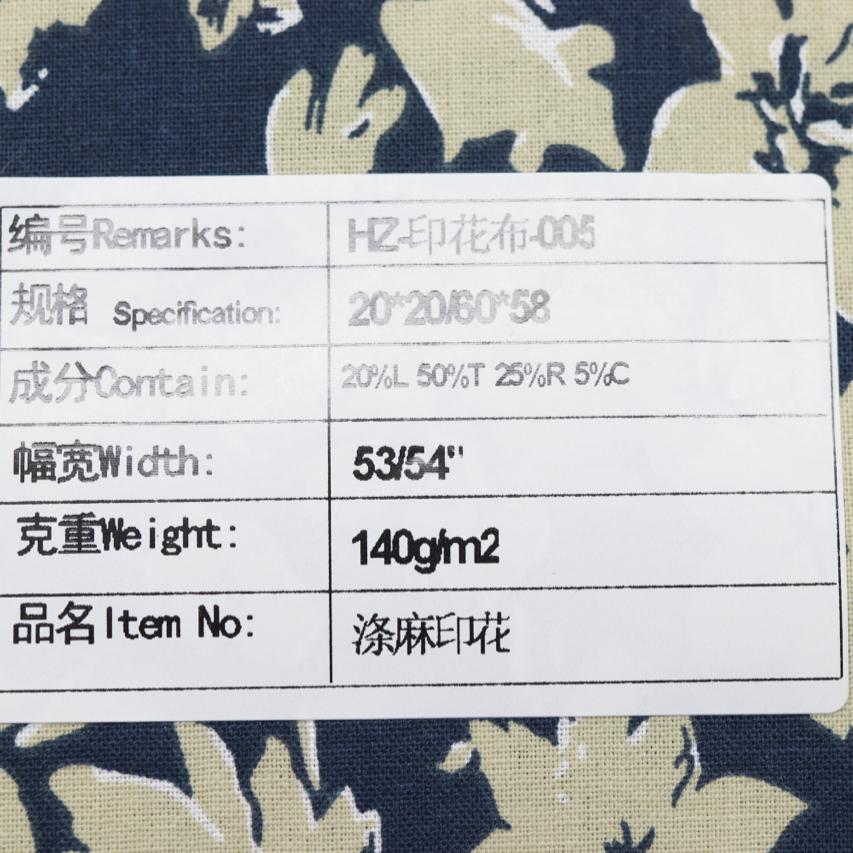 编号Remarks: HZ-印花布-005
规格 Specification: 20*20/60*58
成分Contain: 20%L 50%T 25%R 5%C
幅宽Width: 53/54"
克重Weight: 140g/m2
品名Item No: 涤麻印花